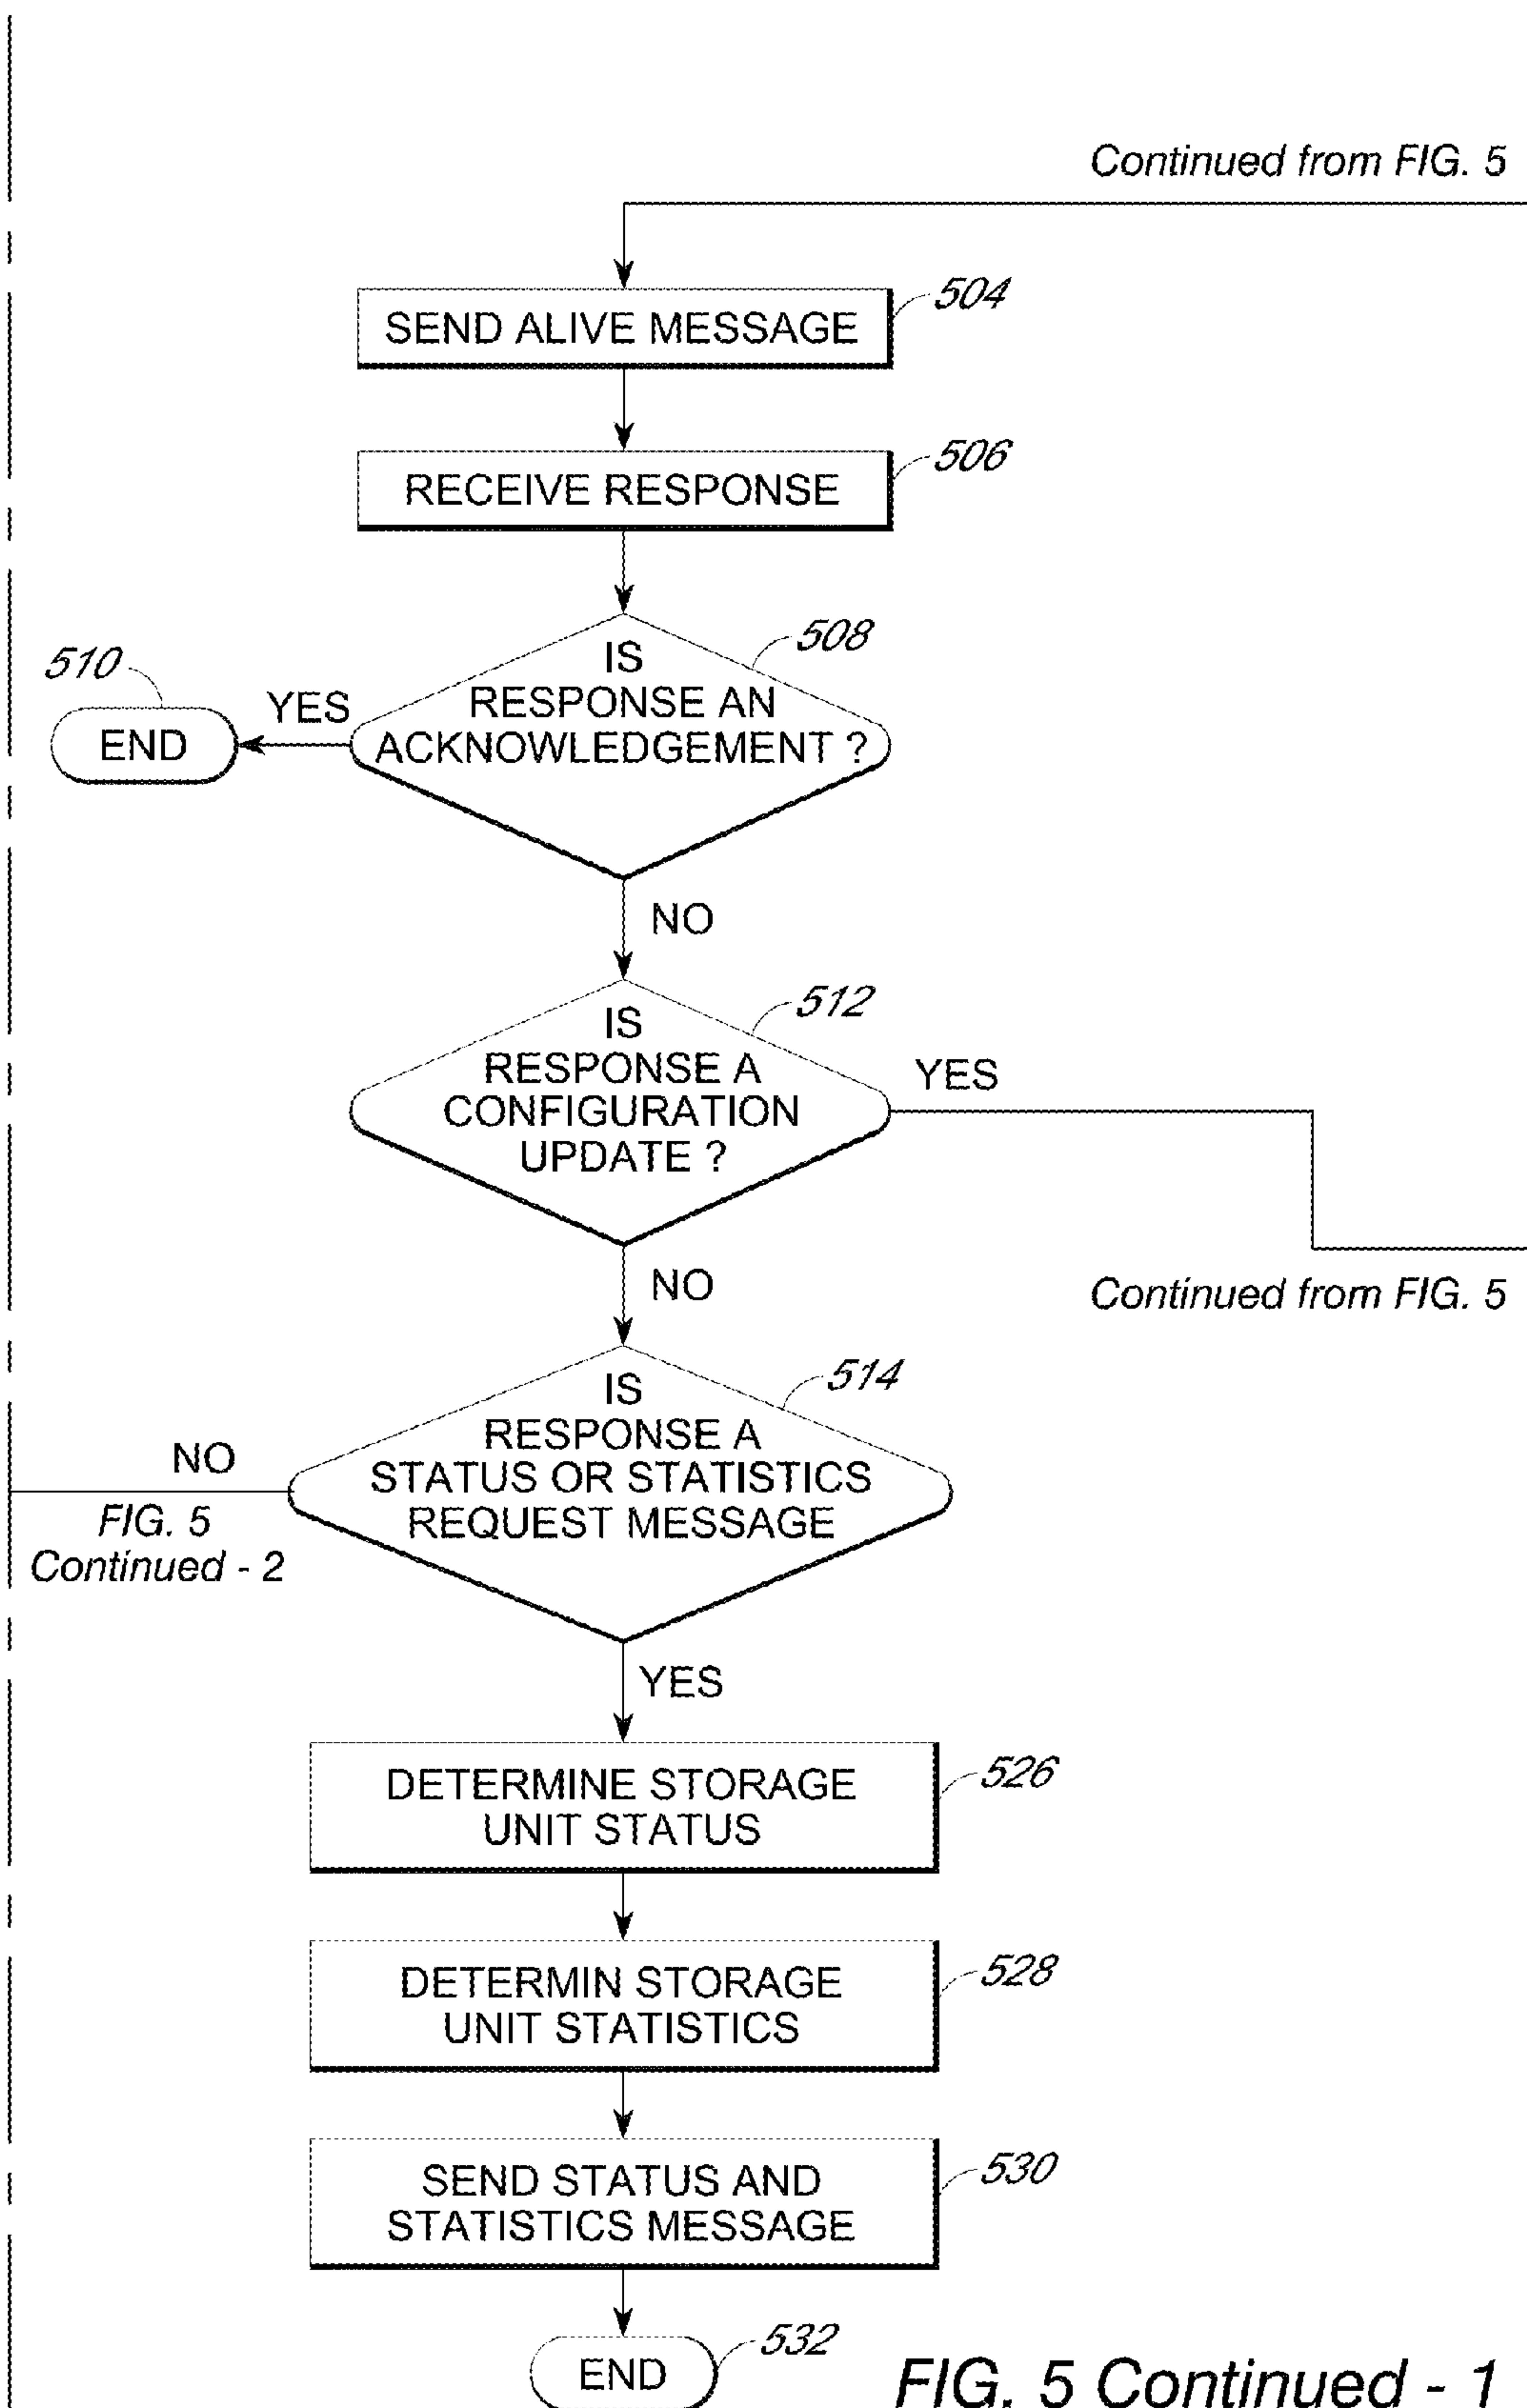 Continued from FIG. 5
504
SEND ALIVE MESSAGE
506
RECEIVE RESPONSE
508
IS
RESPONSE AN
ACKNOWLEDGEMENT ?
510
YES
END
NO
512
IS
RESPONSE A
CONFIGURATION
UPDATE ?
YES
Continued from FIG. 5
NO
514
IS
RESPONSE A
STATUS OR STATISTICS
REQUEST MESSAGE
NO
FIG. 5
Continued - 2
YES
526
DETERMINE STORAGE
UNIT STATUS
528
DETERMIN STORAGE
UNIT STATISTICS
530
SEND STATUS AND
STATISTICS MESSAGE
532
END
FIG. 5 Continued - 1